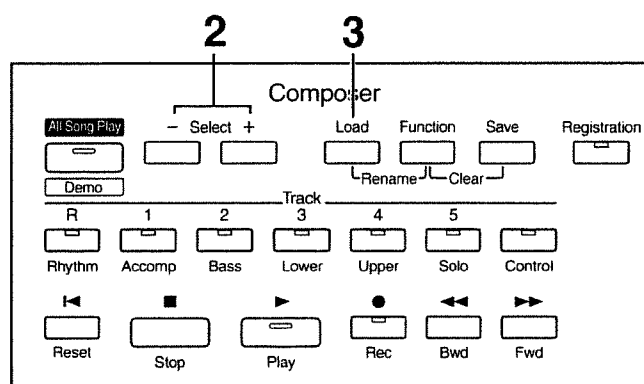 2 3
Composer
All Song Play - Select + Load Function Save Registration
Demo Rename Clear
Track
R 1 2 3 4 5
Rhythm Accomp Bass Lower Upper Solo Control
Reset Stop Play Rec Bwd Fwd